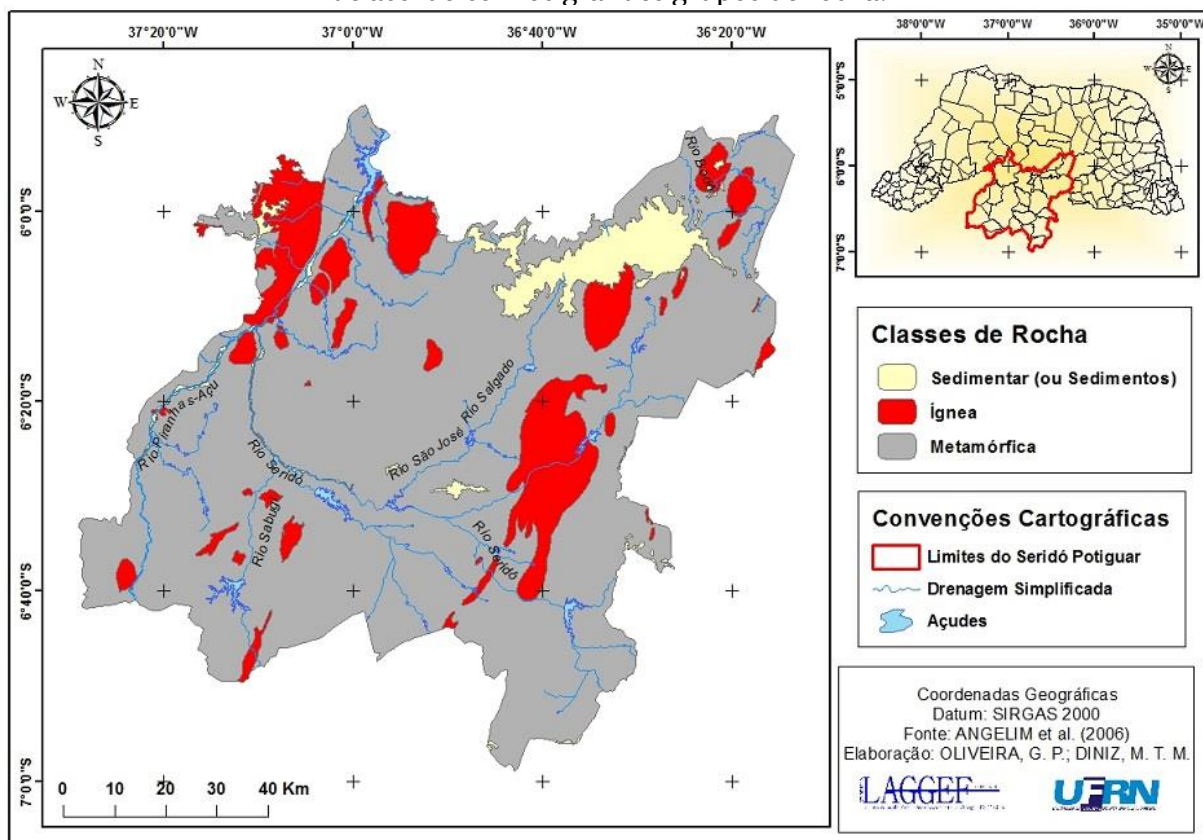 37°20'0"W
37°0'0"W
36°40'0"W
36°20'0"W
38°0'0"W
37°0'0"W
36°0'0"W
35°0'0"W
N
W
E
S
N
W
E
S
5°0'0"S
6°0'0"S
7°0'0"S
6°0'0"S
6°20'0"S
6°40'0"S
7°0'0"S
Rio Piranhas-Açu
Rio Seridó
Rio São José
Rio Salgado
Rio Sabugi
Rio Seridó
0 10 20 30 40 Km
Classes de Rocha
Sedimentar (ou Sedimentos)
Ígnea
Metamórfica
Convenções Cartográficas
Limites do Seridó Potiguar
Drenagem Simplificada
Açudes
Coordenadas Geográficas
Datum: SIRGAS 2000
Fonte: ANGELIM et al. (2006)
Elaboração: OLIVEIRA, G. P.; DINIZ, M. T. M.
LAGGEF
UFRN